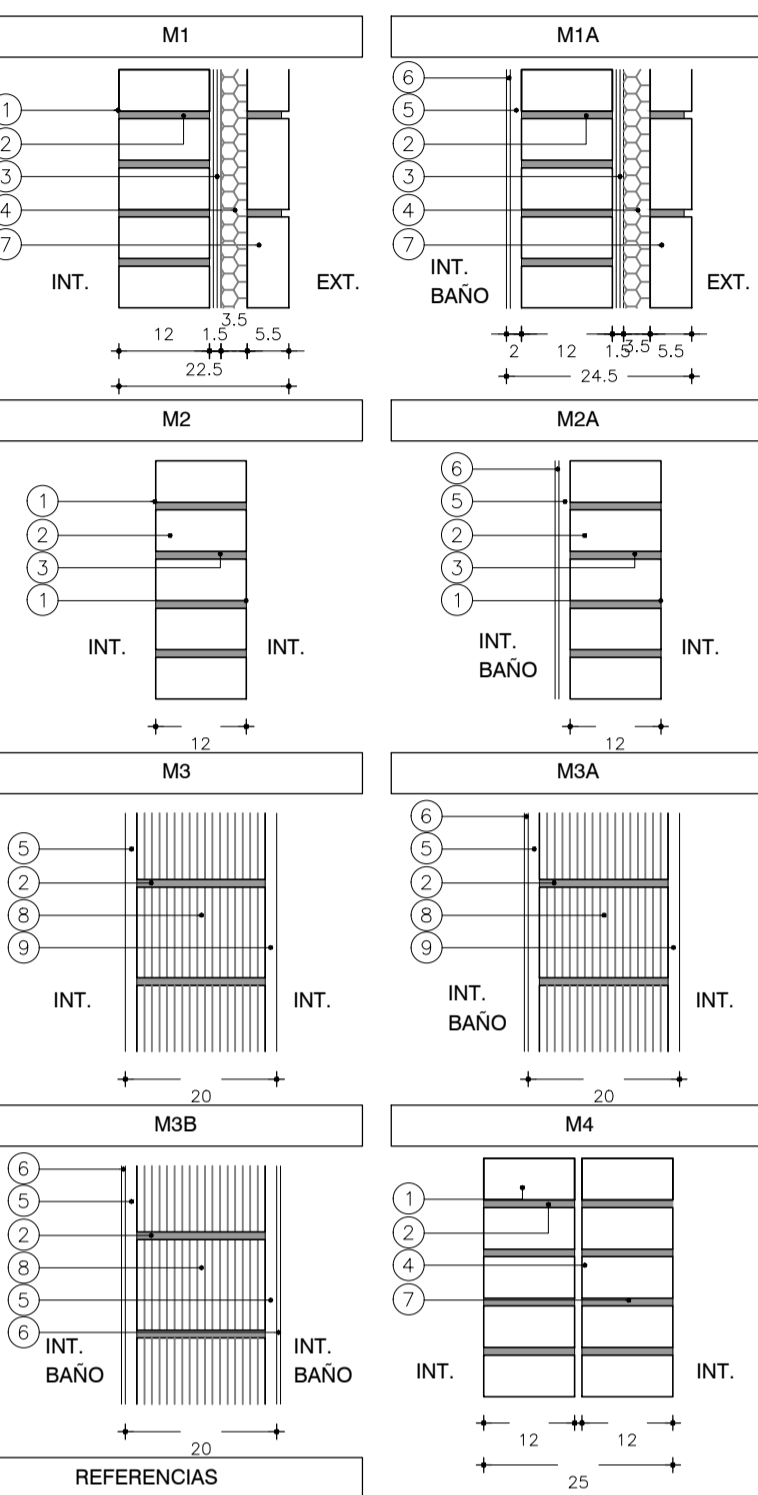 M1
1
2
3
4
7
INT.
EXT.
12
1.5
3.5
5.5
22.5
M1A
6
5
2
3
4
7
INT.
BAÑO
EXT.
2
12
1.5
3.5
5.5
24.5
M2
1
2
3
1
INT.
INT.
12
M2A
6
5
2
3
1
INT.
BAÑO
INT.
12
M3
5
2
8
9
INT.
INT.
20
M3A
6
5
2
8
9
INT.
BAÑO
INT.
20
M3B
6
5
2
8
5
6
INT.
BAÑO
INT.
BAÑO
20
M4
1
2
4
7
INT.
INT.
12
12
25
REFERENCIAS